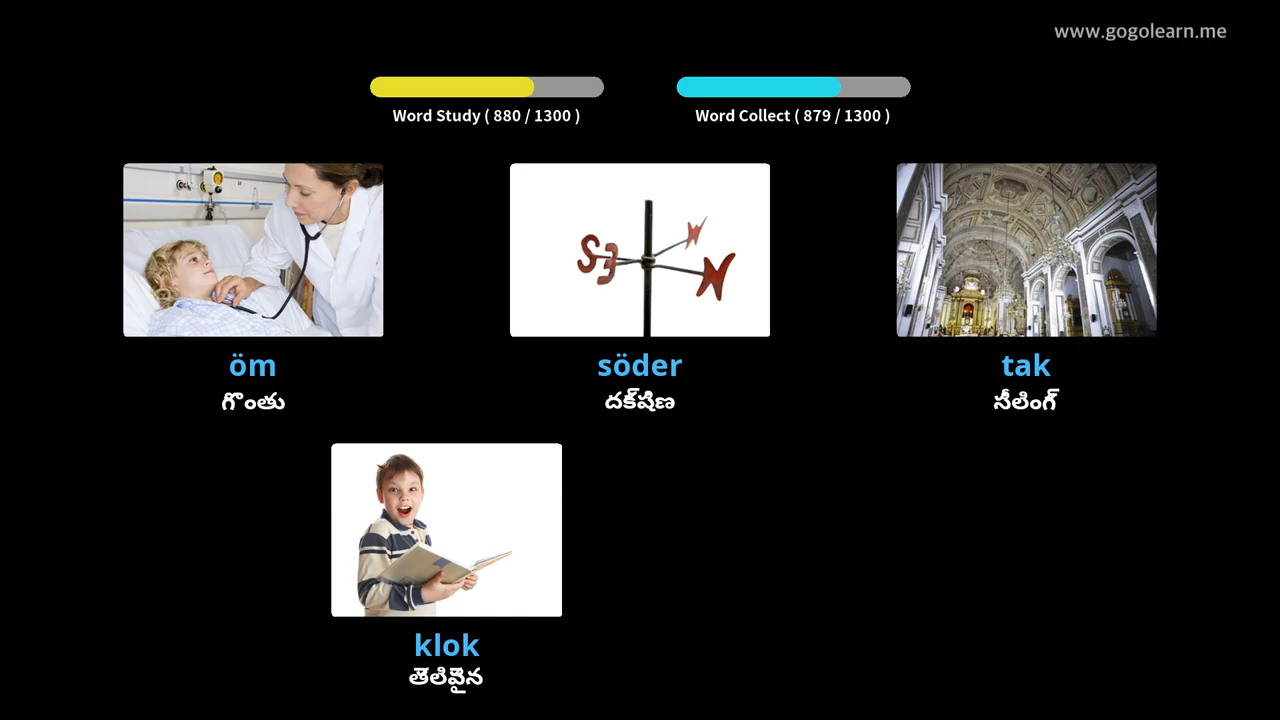 www.gogolearn.me
Word Study ( 880 / 1300 )
Word Collect ( 879 / 1300 )
S
E
N
W
öm
గొంతు
söder
దక్షిణ
tak
సీలింగ్
klok
తెలివైన